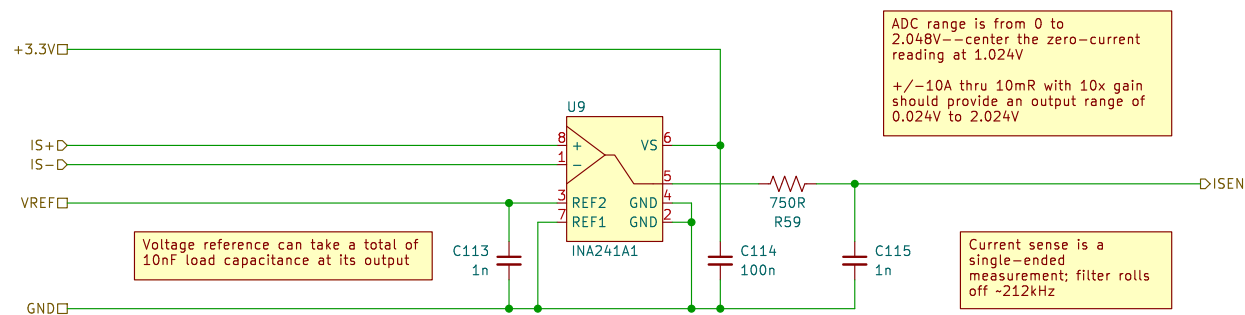 ADC range is from 0 to
2.048V--center the zero-current
reading at 1.024V
+/-10A thru 10mR with 10x gain
should provide an output range of
0.024V to 2.024V
+3.3V
U9
8
+
VS
6
IS+
1
-
IS-
5
ISEN
VREF
3
REF2
GND
4
750R
7
REF1
GND
2
R59
Voltage reference can take a total of
10nF load capacitance at its output
C113
1n
INA241A1
C114
100n
C115
1n
Current sense is a
single-ended
measurement; filter rolls
off ~212kHz
GND